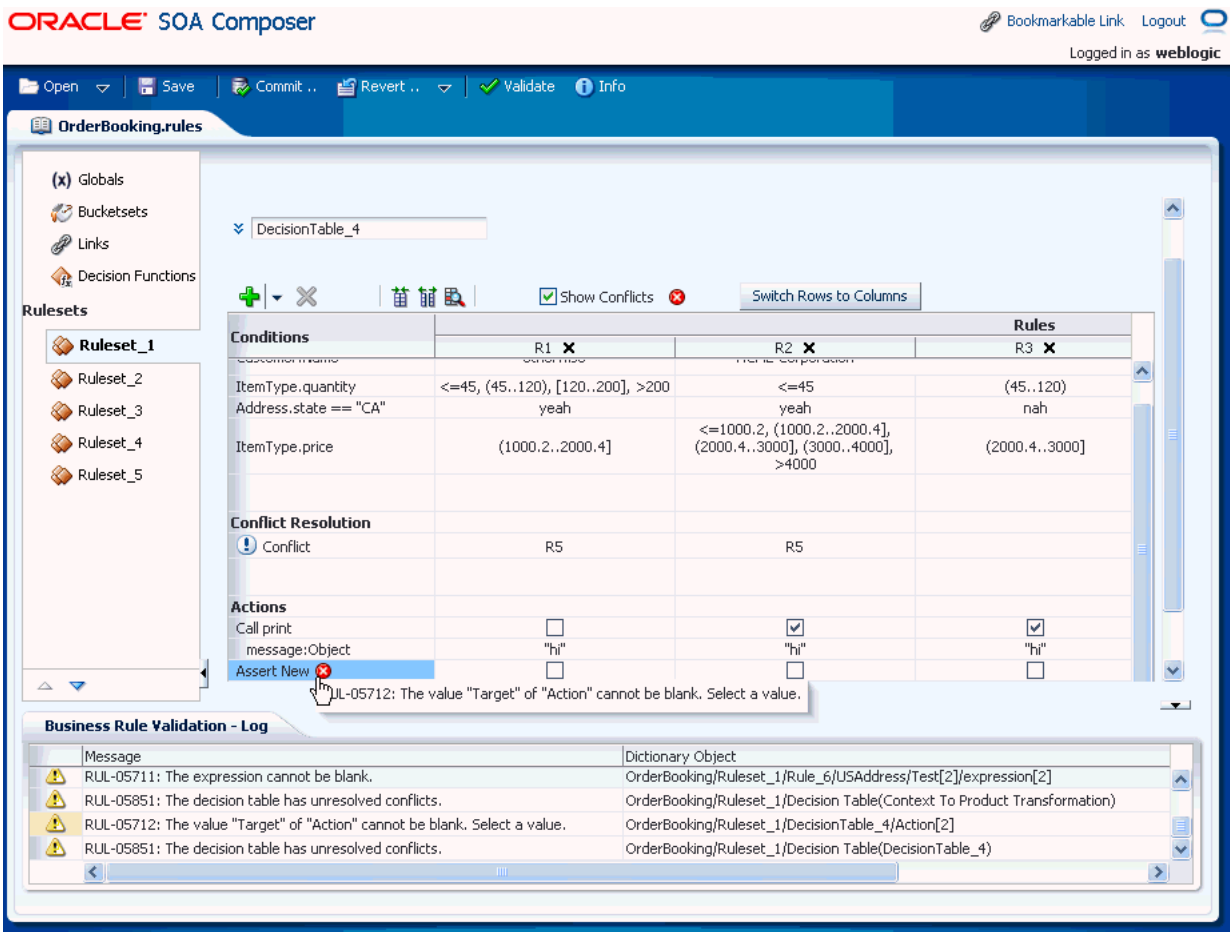 ORACLE SOA Composer
Bookmarkable Link Logout
Logged in as weblogic
Open Save Commit .. Revert .. Validate Info
OrderBooking.rules
(x) Globals
Bucketsets
Links
Decision Functions
Rulesets
Ruleset_1
Ruleset_2
Ruleset_3
Ruleset_4
Ruleset_5
DecisionTable_4
Show Conflicts Switch Rows to Columns
Conditions Rules
R1 R2 R3
ItemType.quantity <=45, (45..120), [120..200], >200 <=45 (45..120)
Address.state == "CA" yeah yeah nah
ItemType.price (1000.2..2000.4] <=1000.2, (1000.2..2000.4], (2000.4..3000]
(2000.4..3000], (3000..4000],
>4000
Conflict Resolution
Conflict R5 R5
Actions
Call print
message:Object "hi" "hi" "hi"
Assert New
UL-05712: The value "Target" of "Action" cannot be blank. Select a value.
Business Rule Validation - Log
Message Dictionary Object
RUL-05711: The expression cannot be blank. OrderBooking/Ruleset_1/Rule_6/USAddress/Test[2]/expression[2]
RUL-05851: The decision table has unresolved conflicts. OrderBooking/Ruleset_1/Decision Table(Context To Product Transformation)
RUL-05712: The value "Target" of "Action" cannot be blank. Select a value. OrderBooking/Ruleset_1/DecisionTable_4/Action[2]
RUL-05851: The decision table has unresolved conflicts. OrderBooking/Ruleset_1/Decision Table(DecisionTable_4)